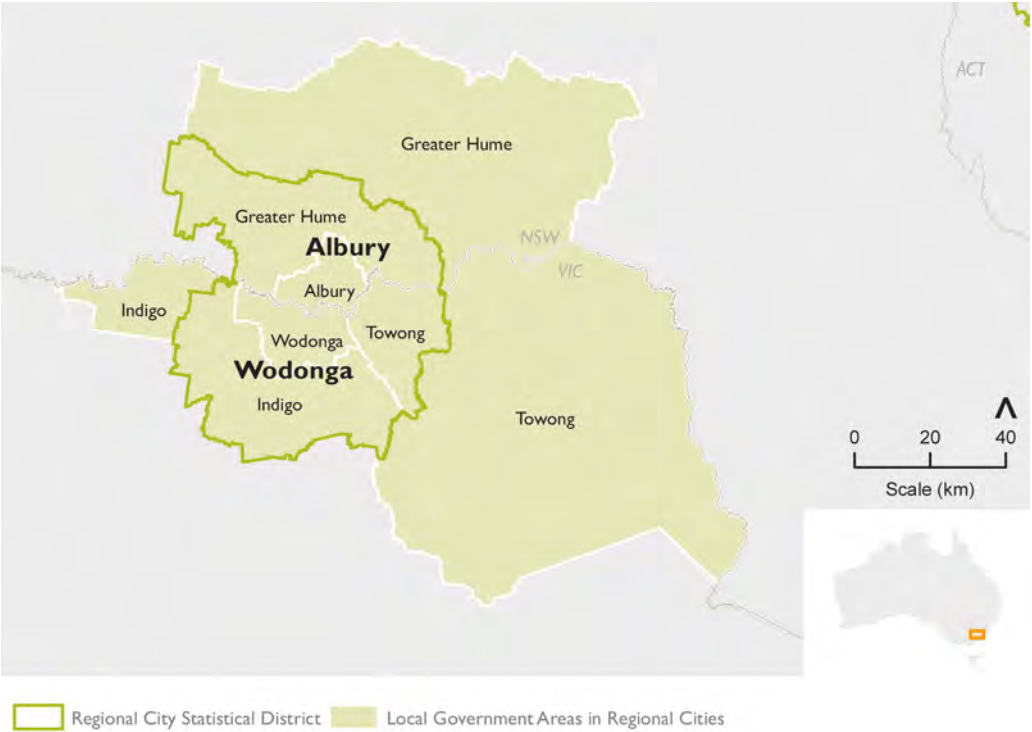 ACT
Greater Hume
Greater Hume
NSW
Albury
VIC
Albury
Indigo
Wodonga
Towong
Wodonga
Indigo
Towong
0 20 40
Scale (km)
Regional City Statistical District
Local Government Areas in Regional Cities